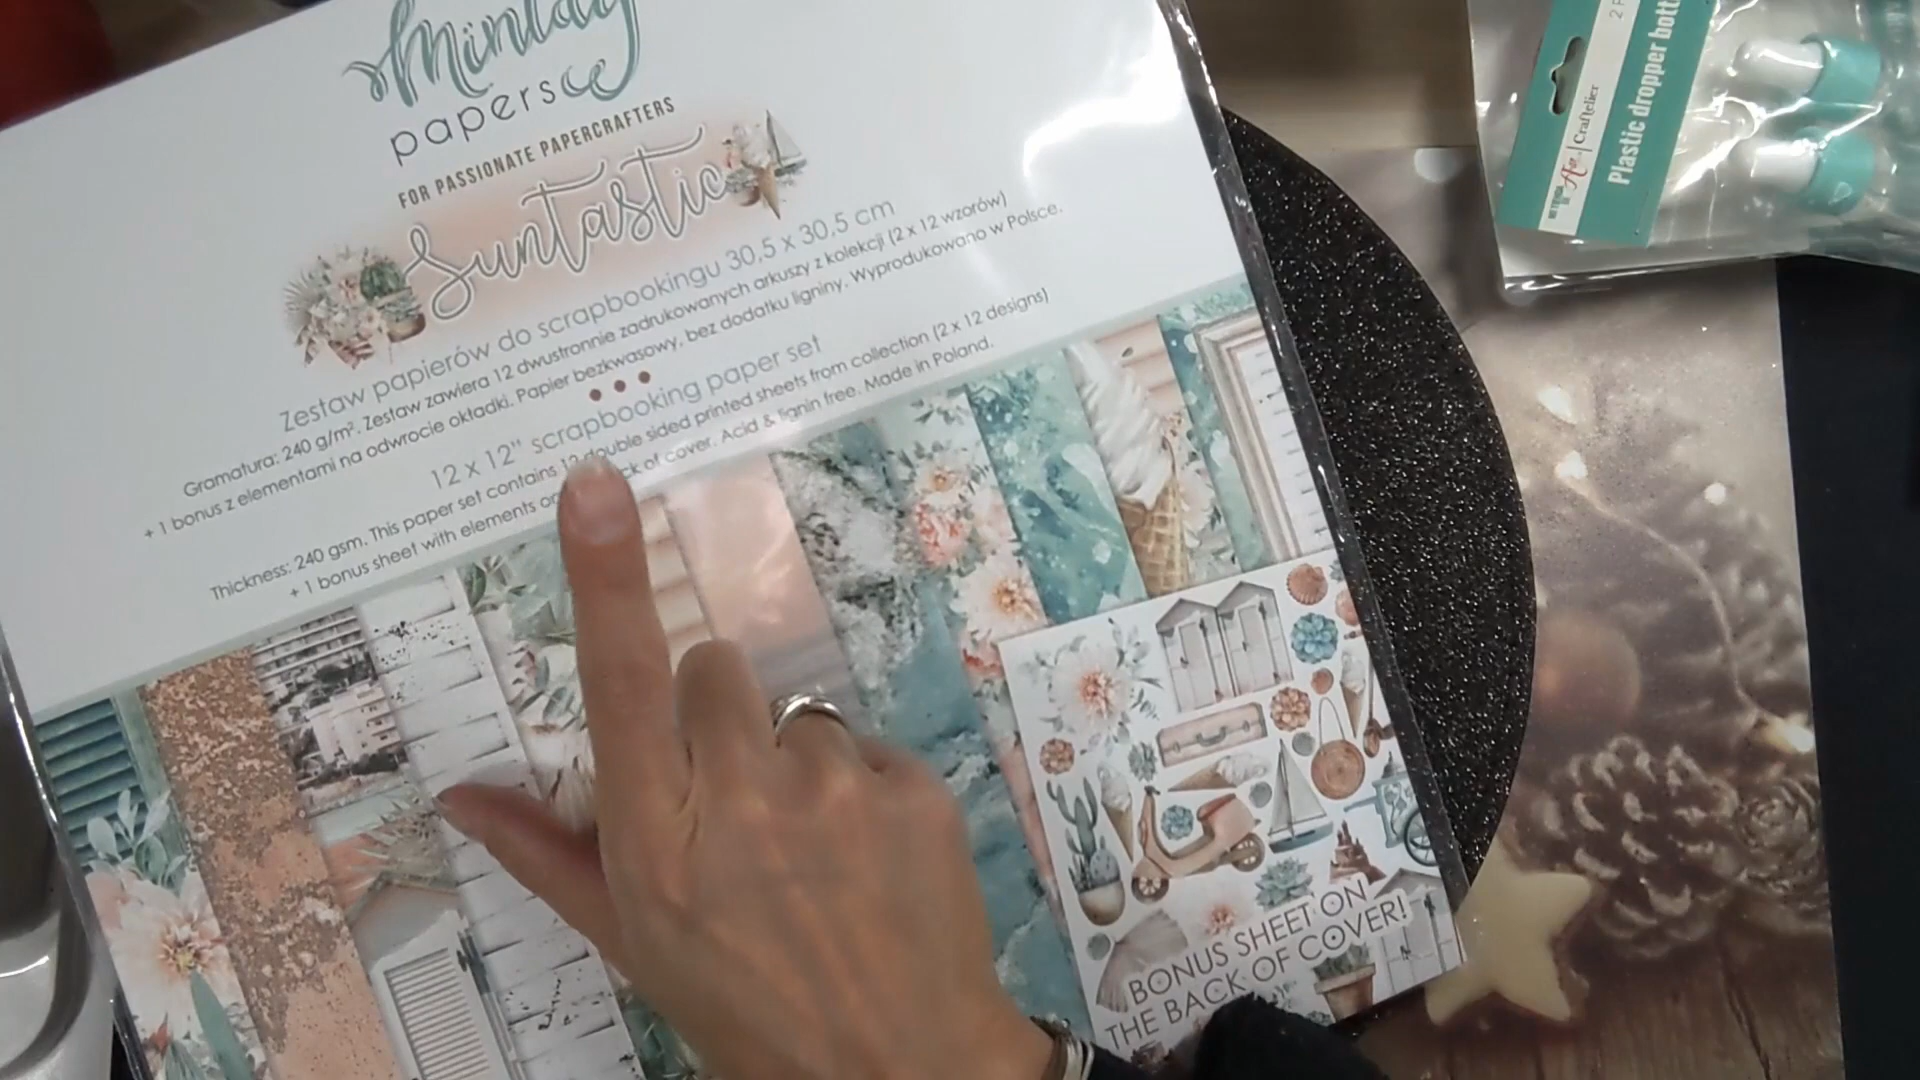 Mintay
papers
FOR PASSIONATE PAPERCRAFTERS
Suntastic
Zestaw papierów do scrapbookingu 30,5 x 30,5 cm
Gramatura: 240 g/m². Zestaw zawiera 12 dwustronnie zadrukowanych arkuszy z kolekcji (2 x 12 wzorów)
+ 1 bonus z elementami na odwrocie okładki. Papier bezkwasowy, bez dodatku ligniny. Wyprodukowano w Polsce.
12 x 12" scrapbooking paper set
Thickness: 240 gsm. This paper set contains 12 double sided printed sheets from collection (2 x 12 designs)
+ 1 bonus sheet with elements on ck of cover. Acid & lignin free. Made in Poland.
BONUS SHEET ON
THE BACK OF COVER!
Craftelier
Plastic dropper bott